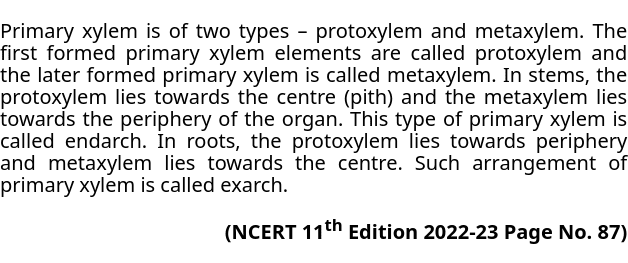 Primary xylem is of two types – protoxylem and metaxylem. The
first formed primary xylem elements are called protoxylem and
the later formed primary xylem is called metaxylem. In stems, the
protoxylem lies towards the centre (pith) and the metaxylem lies
towards the periphery of the organ. This type of primary xylem is
called endarch. In roots, the protoxylem lies towards periphery
and metaxylem lies towards the centre. Such arrangement of
primary xylem is called exarch.
(NCERT 11th Edition 2022-23 Page No. 87)